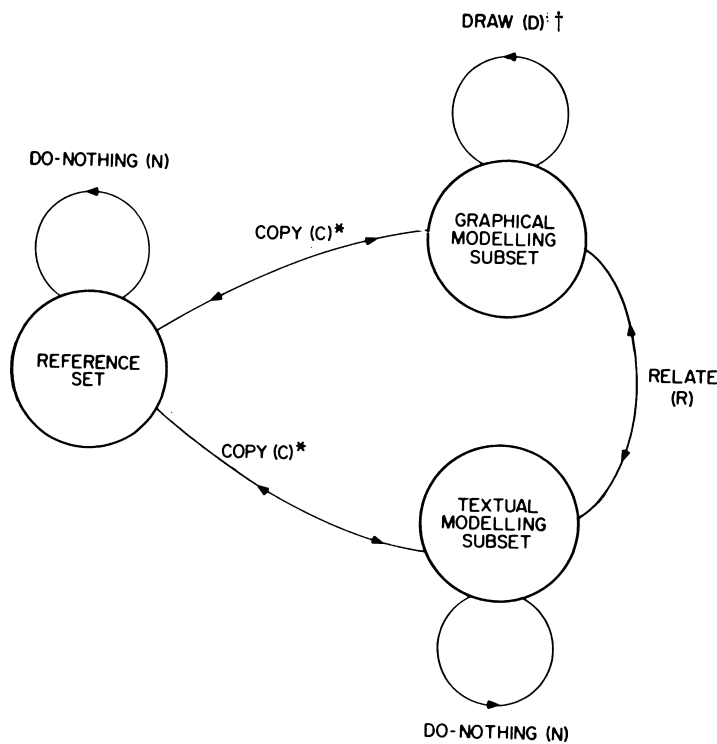 DRAW (D)†
DO-NOTHING (N)
COPY (C)*
GRAPHICAL
MODELLING
SUBSET
REFERENCE
SET
RELATE
(R)
COPY (C)*
TEXTUAL
MODELLING
SUBSET
DO-NOTHING (N)